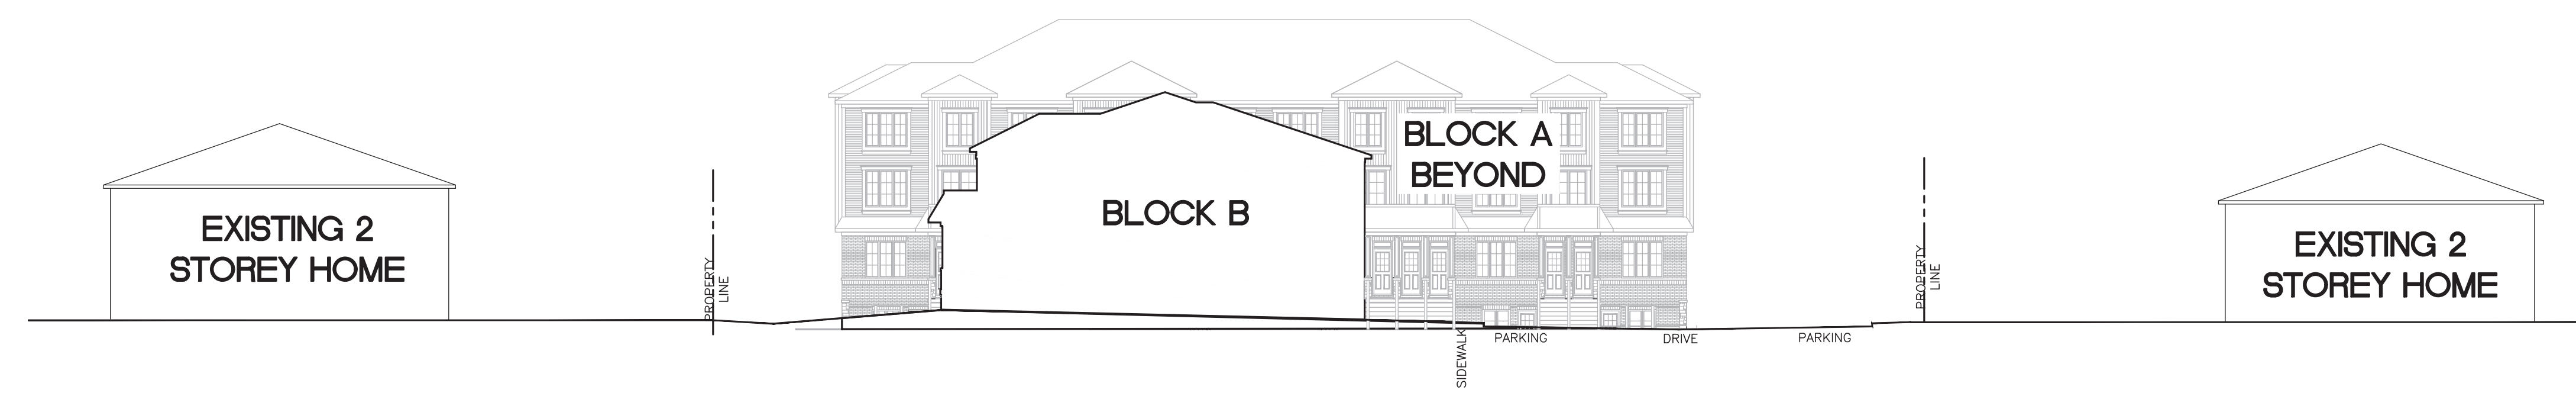 EXISTING 2
STOREY HOME
PROPERTY
LINE
BLOCK B
BLOCK A
BEYOND
SIDEWALK
PARKING
DRIVE
PARKING
PROPERTY
LINE
EXISTING 2
STOREY HOME